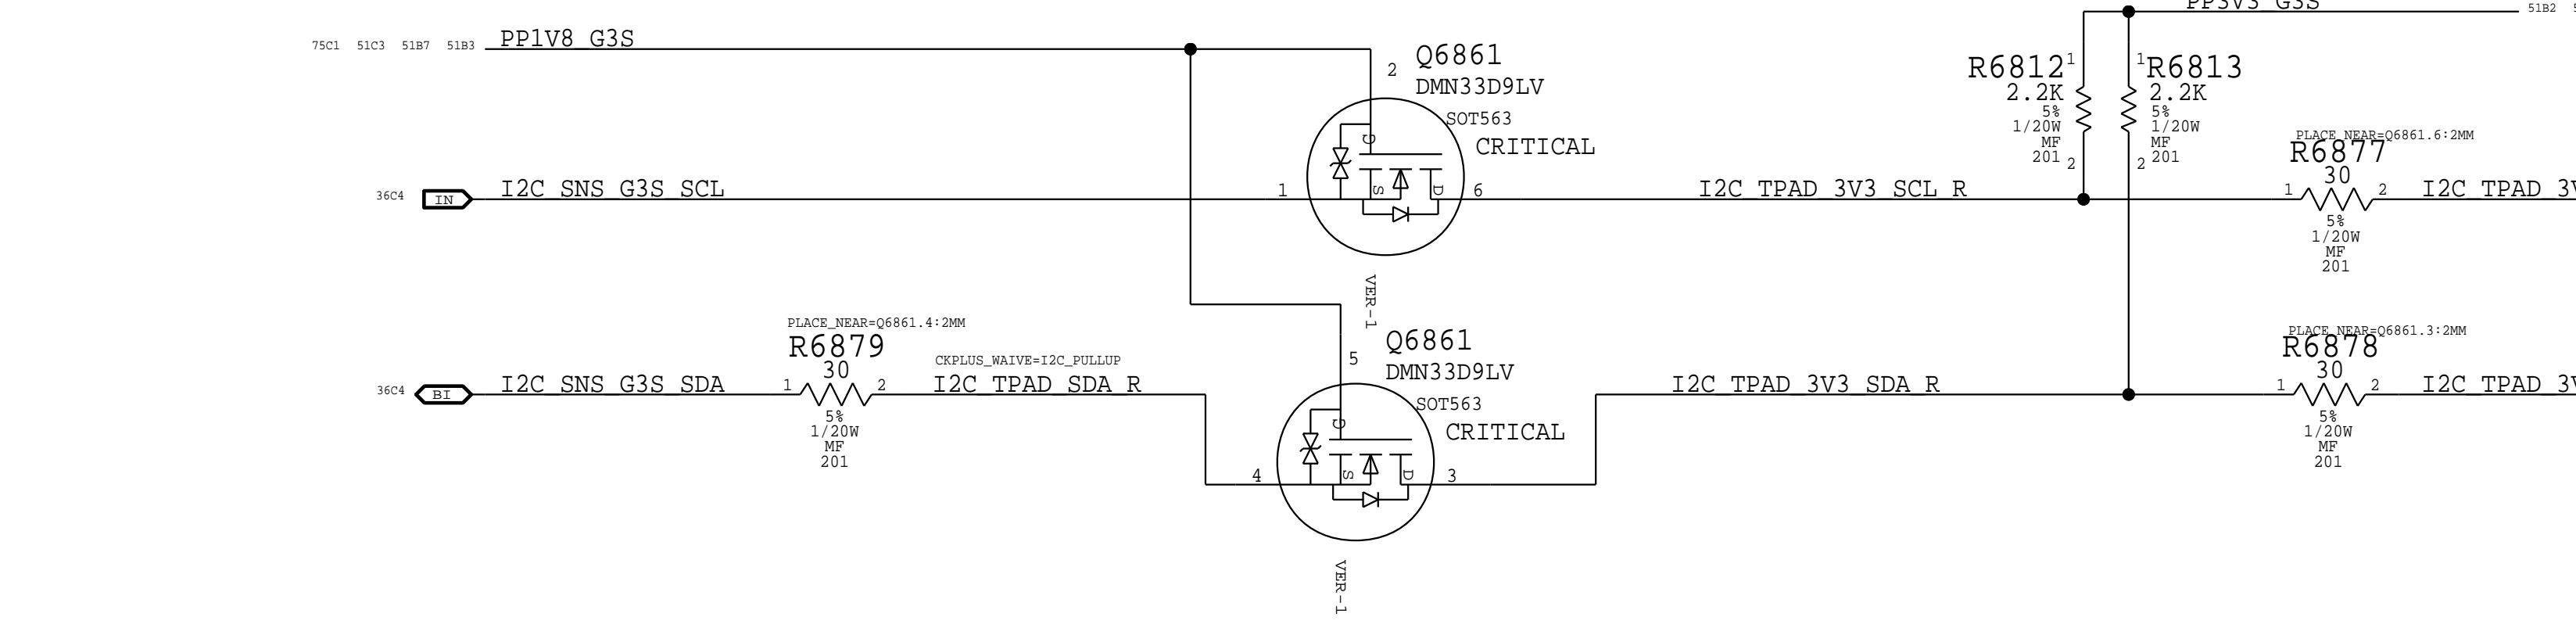 PP3V3_G3S
51B2
75C1 51C3 51B7 51B3 PP1V8_G3S
2 Q6861
DMN33D9LV
SOT563
CRITICAL
G
S
D
VER-1
1
6
R6812
2.2K
5%
1/20W
MF
201
1
2
R6813
2.2K
5%
1/20W
MF
201
1
2
36C4 IN I2C_SNS_G3S_SCL
I2C_TPAD_3V3_SCL_R
PLACE_NEAR=Q6861.6:2MM
R6877
30
1 2
5%
1/20W
MF
201
I2C_TPAD_3V
PLACE_NEAR=Q6861.4:2MM
R6879
30
1 2
5%
1/20W
MF
201
36C4 BI I2C_SNS_G3S_SDA
CKPLUS_WAIVE=I2C_PULLUP
I2C_TPAD_SDA_R
5 Q6861
DMN33D9LV
SOT563
CRITICAL
G
S
D
VER-1
4
3
I2C_TPAD_3V3_SDA_R
PLACE_NEAR=Q6861.3:2MM
R6878
30
1 2
5%
1/20W
MF
201
I2C_TPAD_3V